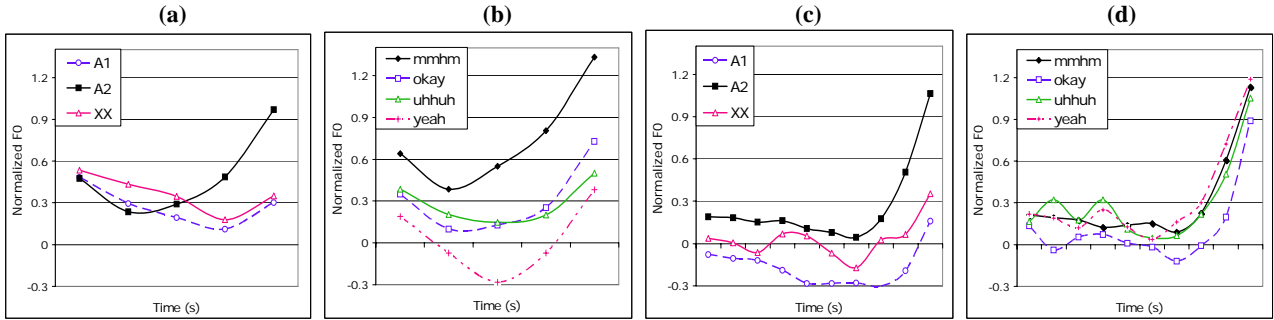 (a)
Normalized F0
1.2
0.9
0.6
0.3
0
-0.3
A1
A2
XX
Time (s)
(b)
Normalized F0
1.2
0.9
0.6
0.3
0
-0.3
mmhm
okay
uhhuh
yeah
Time (s)
(c)
Normalized F0
1.2
0.9
0.6
0.3
0
-0.3
A1
A2
XX
Time (s)
(d)
Normalized F0
1.2
0.9
0.6
0.3
0
-0.3
mmhm
okay
uhhuh
yeah
Time (s)